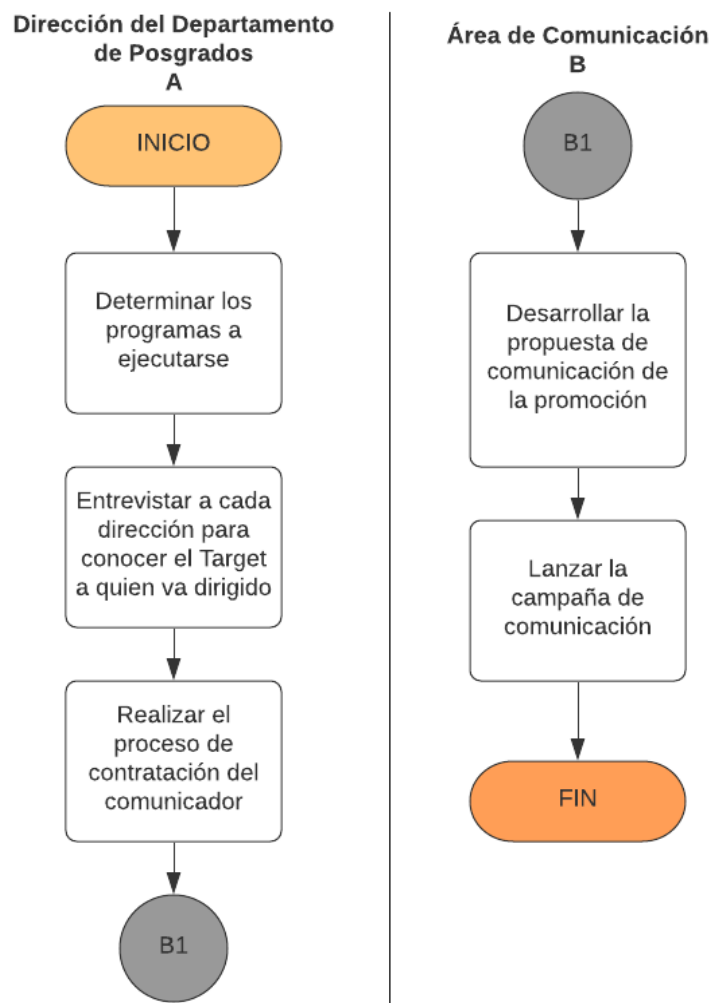 Dirección del Departamento
de Posgrados
A
INICIO
Determinar los
programas a
ejecutarse
Entrevistar a cada
dirección para
conocer el Target
a quien va dirigido
Realizar el
proceso de
contratación del
comunicador
B1
Área de Comunicación
B
B1
Desarrollar la
propuesta de
comunicación de
la promoción
Lanzar la
campaña de
comunicación
FIN